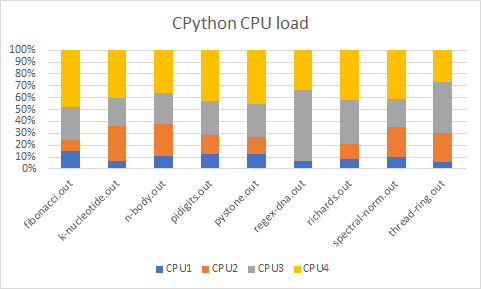 CPython CPU load
100%
90%
80%
70%
60%
50%
40%
30%
20%
10%
0%
fibonacci.out
k-nucleotide.out
n-body.out
pidigits.out
pystone.out
regex-dna.out
richards.out
spectral-norm.out
thread-ring.out
CPU1 CPU2 CPU3 CPU4